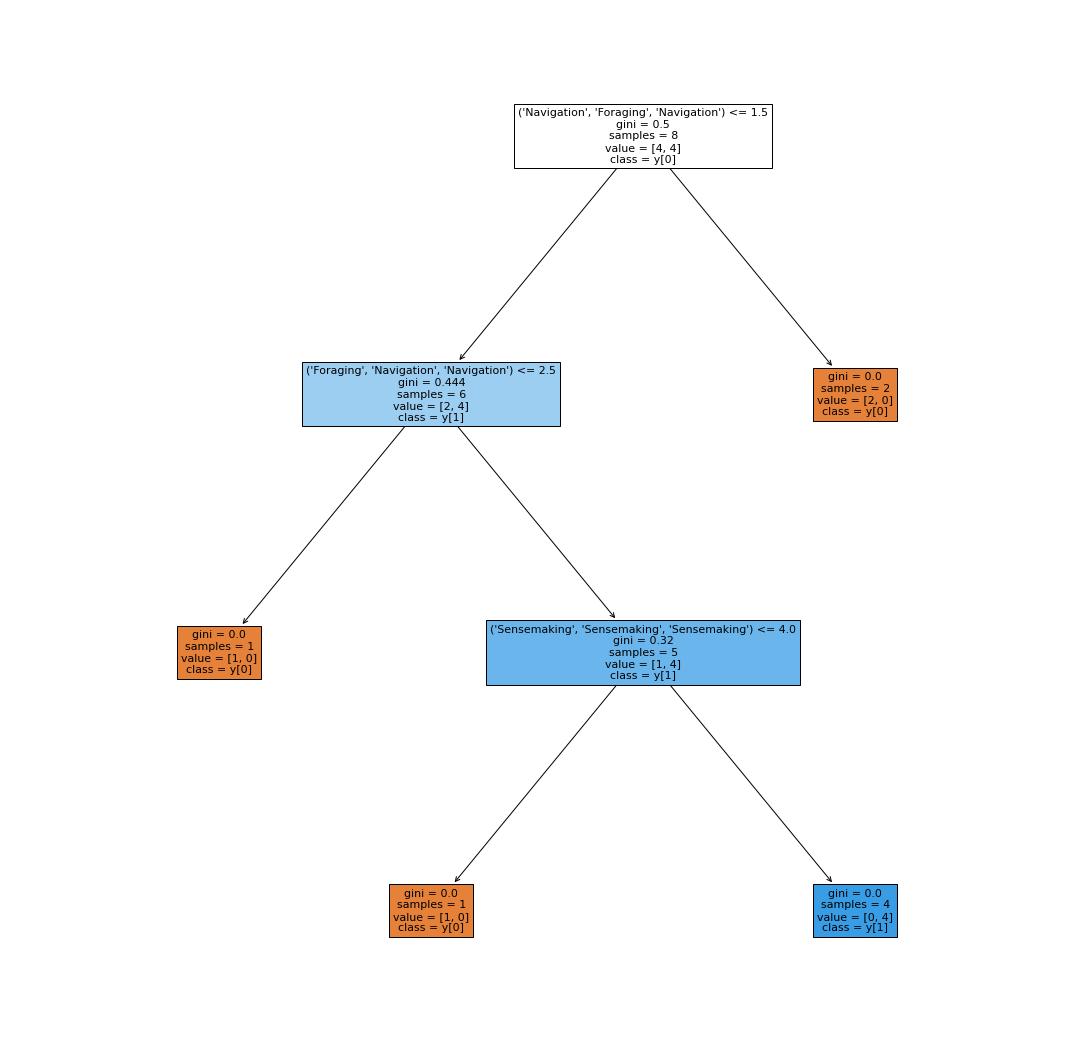 ('Navigation', 'Foraging', 'Navigation') <= 1.5
gini = 0.5
samples = 8
value = [4, 4]
class = y[0]
('Foraging', 'Navigation', 'Navigation') <= 2.5
gini = 0.444
samples = 6
value = [2, 4]
class = y[1]
gini = 0.0
samples = 2
value = [2, 0]
class = y[0]
gini = 0.0
samples = 1
value = [1, 0]
class = y[0]
('Sensemaking', 'Sensemaking', 'Sensemaking') <= 4.0
gini = 0.32
samples = 5
value = [1, 4]
class = y[1]
gini = 0.0
samples = 1
value = [1, 0]
class = y[0]
gini = 0.0
samples = 4
value = [0, 4]
class = y[1]